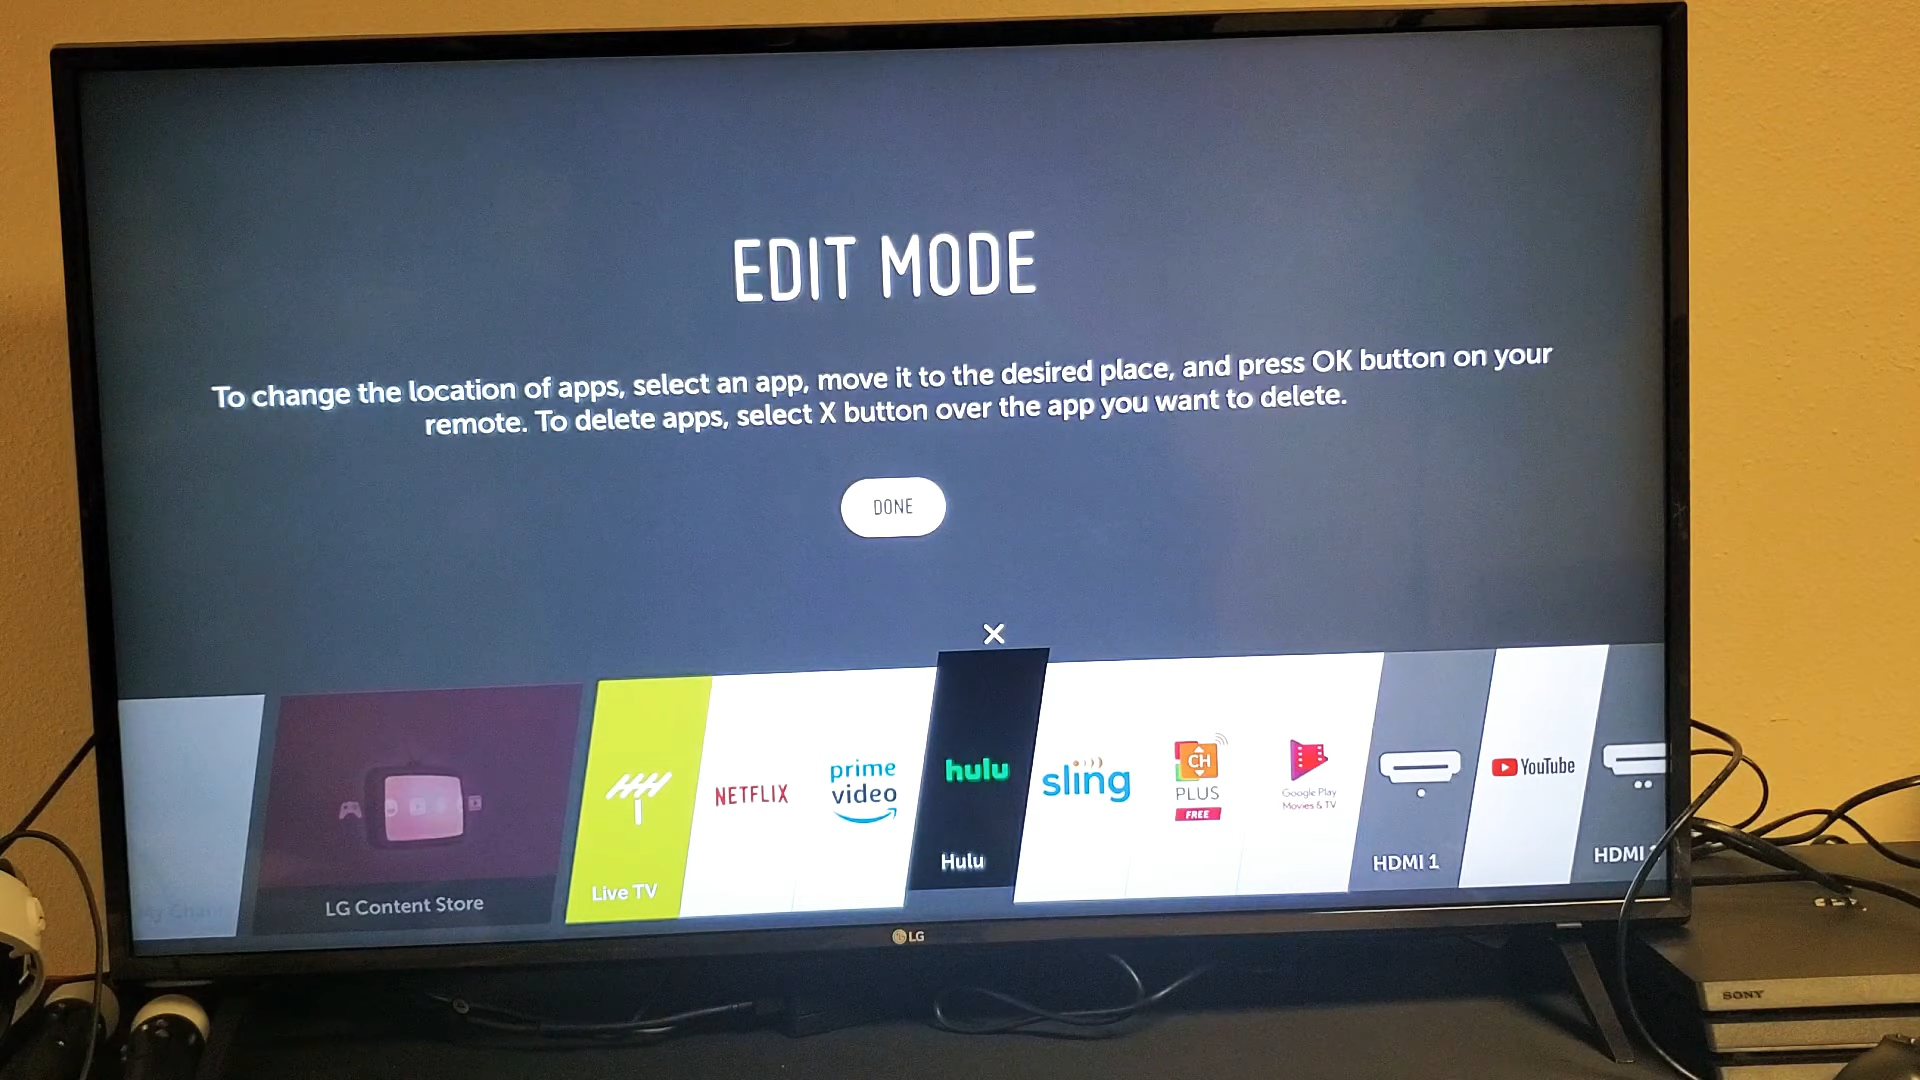 EDIT MODE
To change the location of apps, select an app, move it to the desired place, and press OK button on your
remote. To delete apps, select X button over the app you want to delete.
DONE
LG Content Store
Live TV
NETFLIX
prime
video
hulu
Hulu
sling
CH
PLUS
FREE
Google Play
Movies & TV
HDMI 1
YouTube
HDMI
LG
SONY